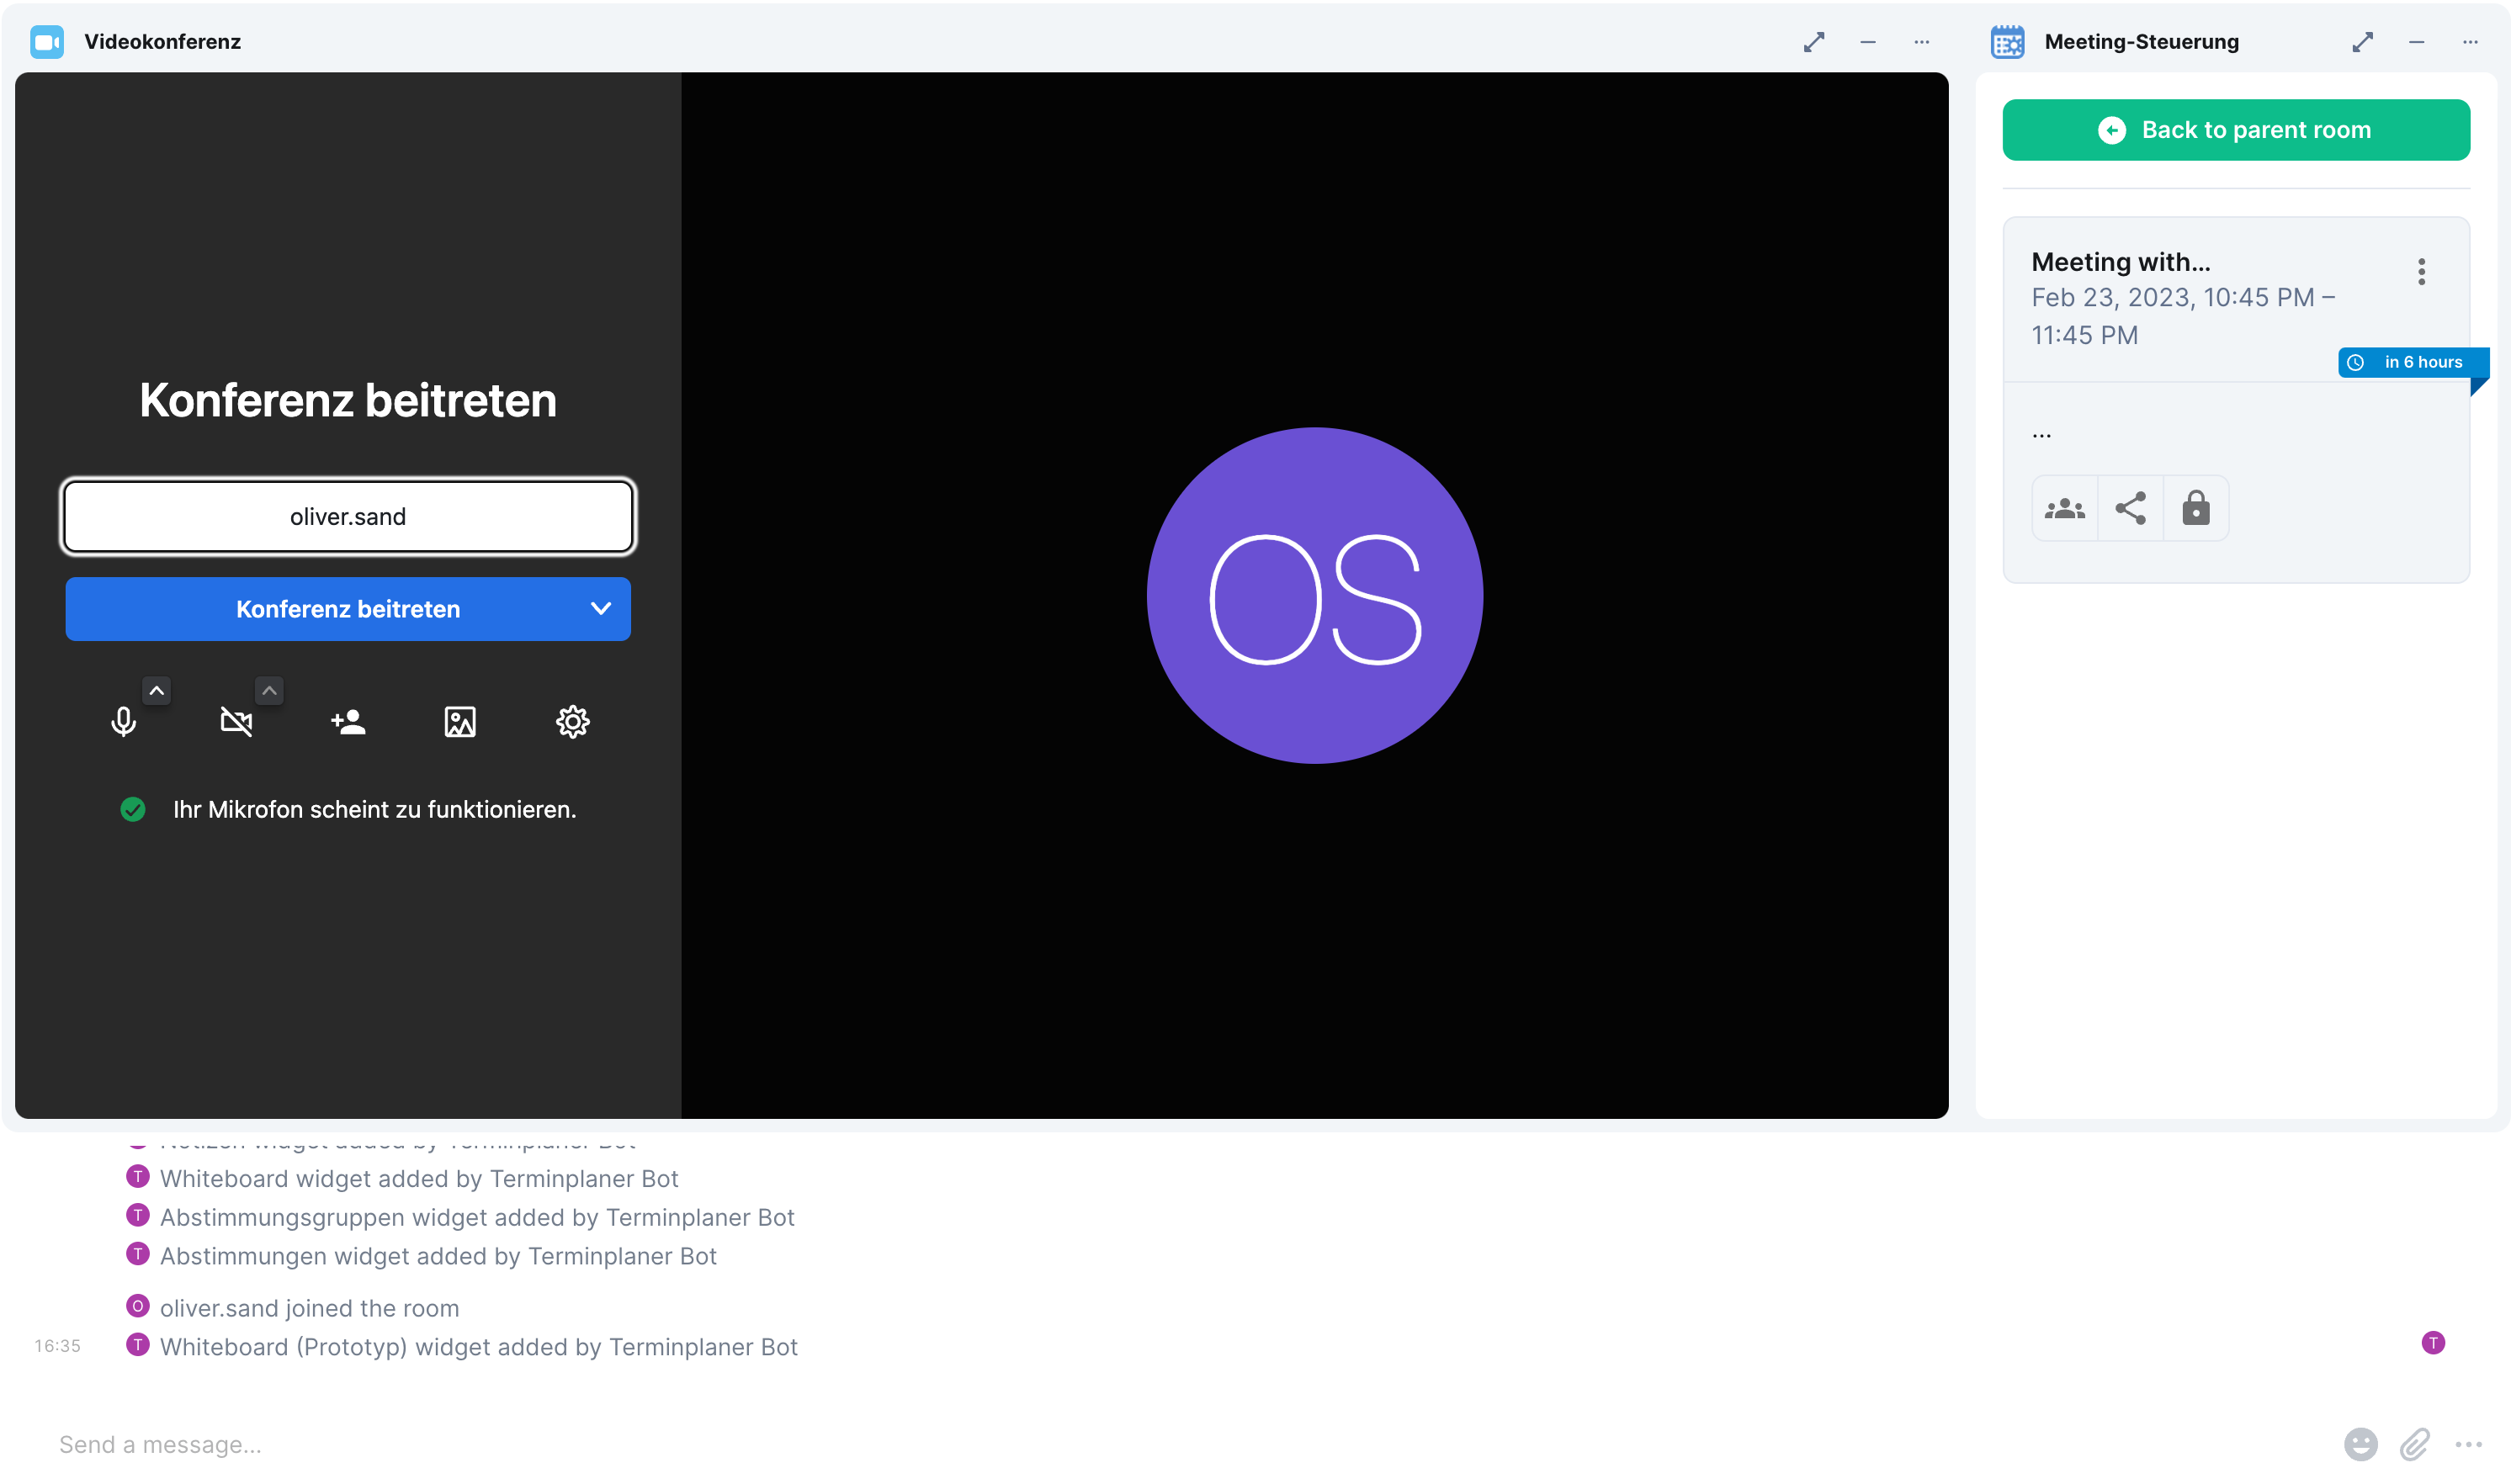 Videokonferenz
Meeting-Steuerung
Konferenz beitreten
oliver.sand
Konferenz beitreten
Ihr Mikrofon scheint zu funktionieren.
OS
Back to parent room
Meeting with...
Feb 23, 2023, 10:45 PM –
11:45 PM
in 6 hours
...
Notizen widget added by Terminplaner Bot
T Whiteboard widget added by Terminplaner Bot
T Abstimmungsgruppen widget added by Terminplaner Bot
T Abstimmungen widget added by Terminplaner Bot
O oliver.sand joined the room
16:35 T Whiteboard (Prototyp) widget added by Terminplaner Bot T
Send a message...